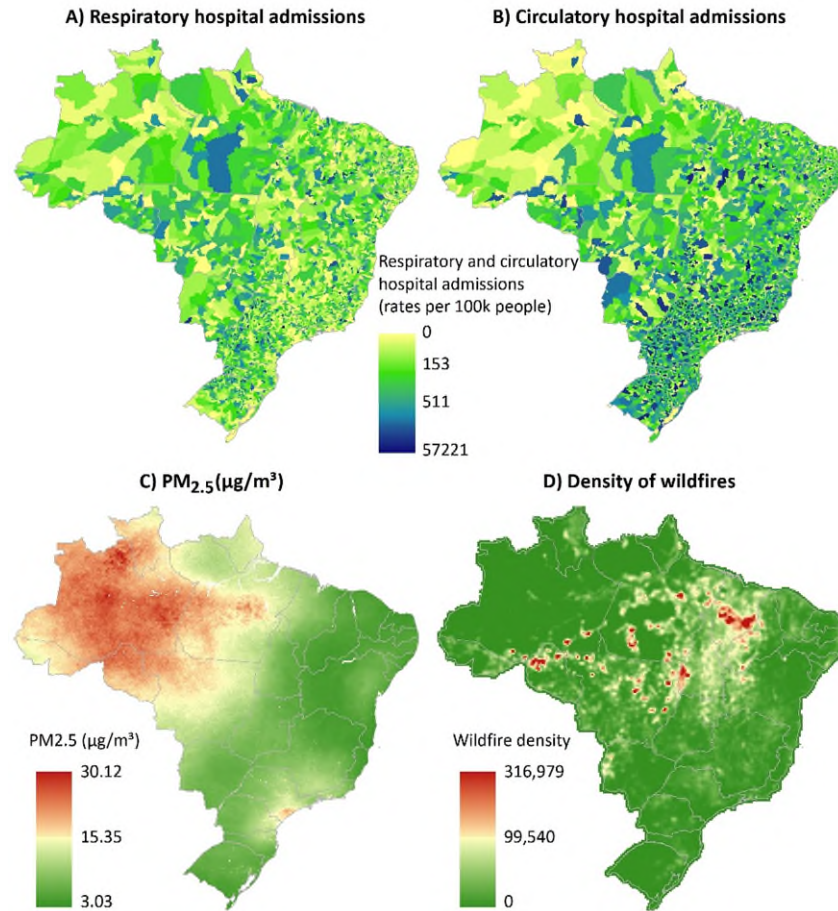 A) Respiratory hospital admissions
B) Circulatory hospital admissions
Respiratory and circulatory
hospital admissions
(rates per 100k people)
0
153
511
57221
C) PM2.5(µg/m³)
D) Density of wildfires
PM2.5 (µg/m³)
30.12
15.35
3.03
Wildfire density
316,979
99,540
0